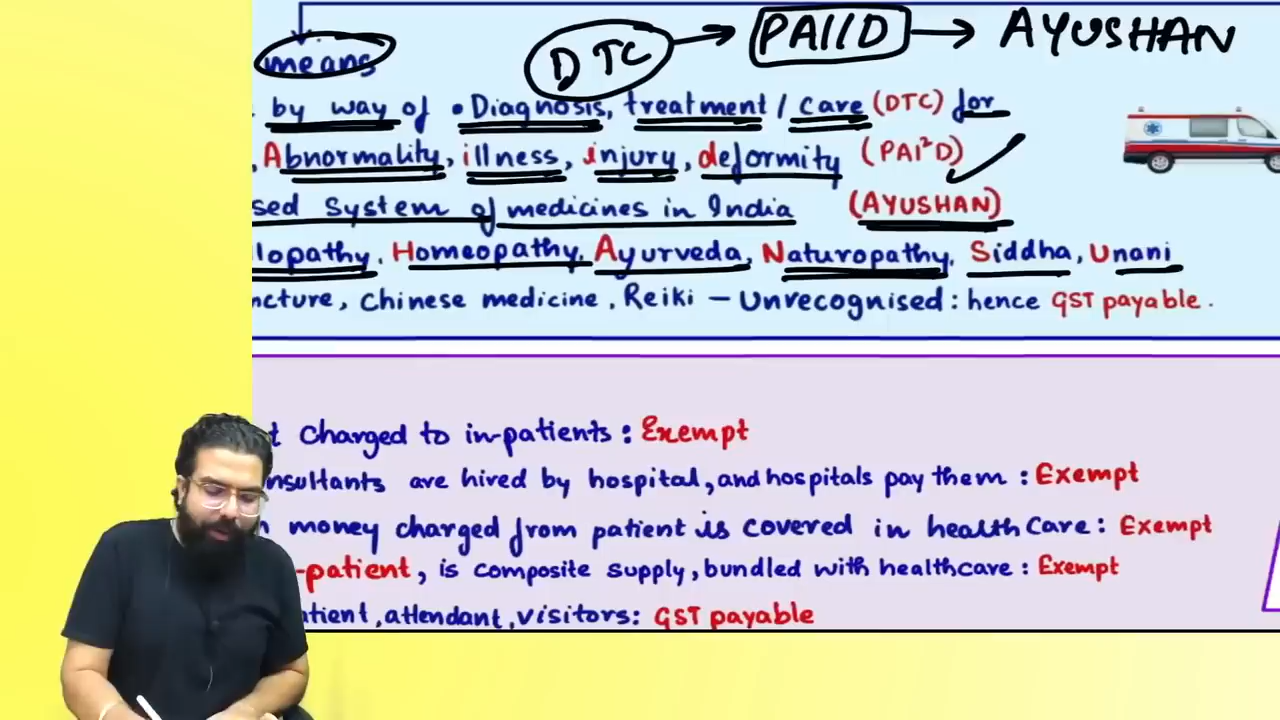 DTC → PAIID → AYUSHAN
means
by way of • Diagnosis, treatment / care (DTC) for
, Abnormality, illness, injury, deformity (PAI²D)
sed system of medicines in India (AYUSHAN)
llopathy, Homeopathy, Ayurveda, Naturopathy, Siddha, Unani
ncture, Chinese medicine, Reiki – Unrecognised : hence GST payable.
t Charged to in-patients : Exempt
nsultants are hired by hospital, and hospitals pay them : Exempt
n money charged from patient is covered in health care : Exempt
-patient, is composite supply, bundled with healthcare : Exempt
atient, attendant, visitors: GST payable